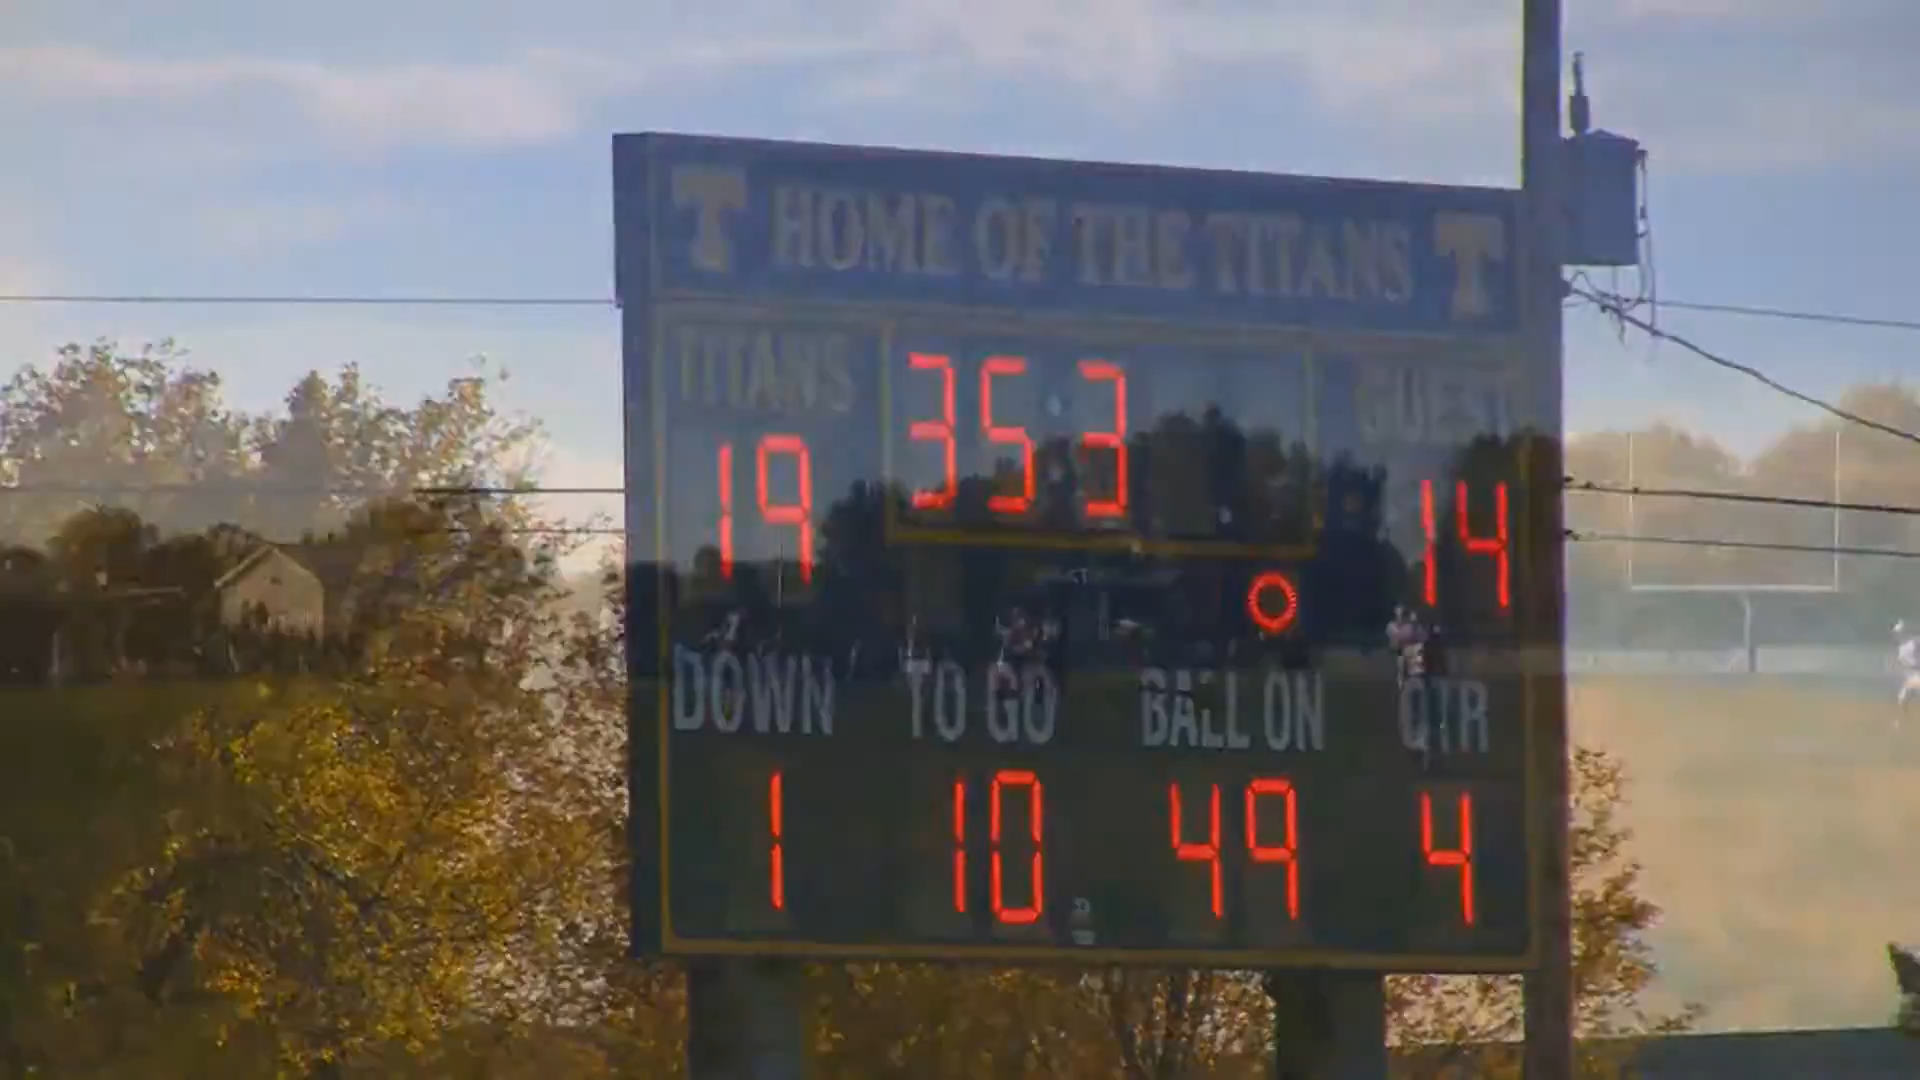 T HOME OF THE TITANS T
TITANS 353 GUEST
19 14
DOWN TO GO BALL ON QTR
1 10 49 4